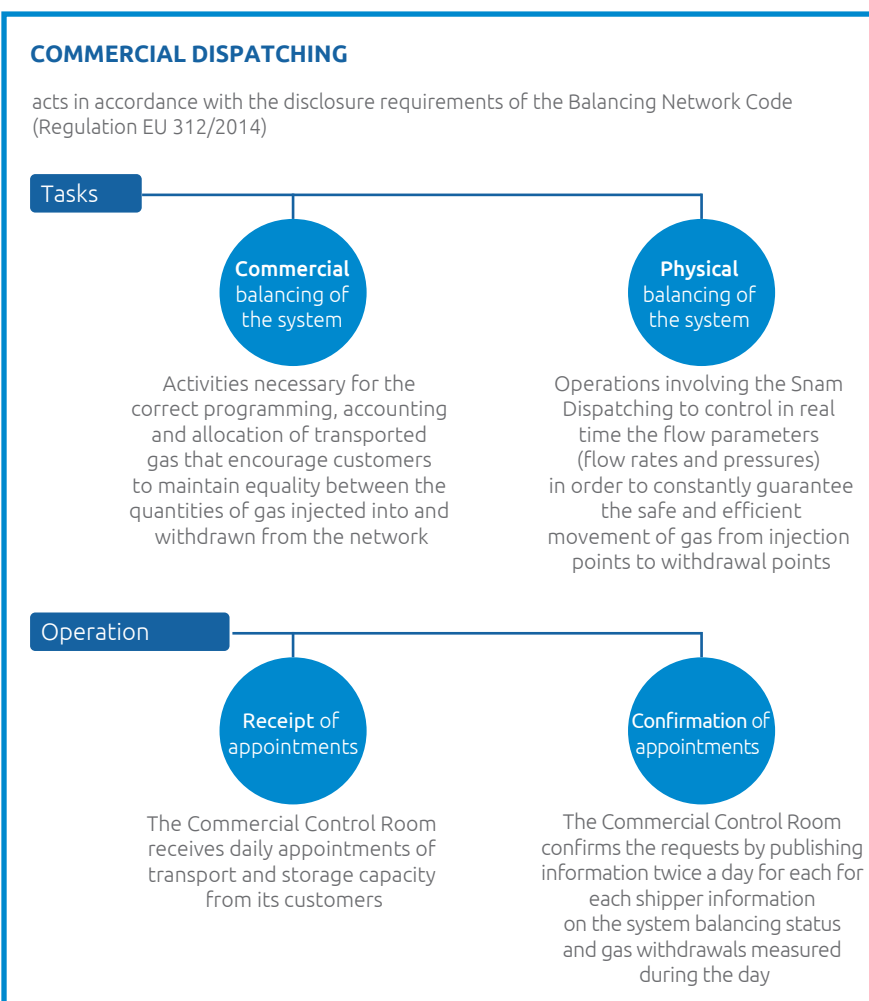 COMMERCIAL DISPATCHING
acts in accordance with the disclosure requirements of the Balancing Network Code
(Regulation EU 312/2014)
Tasks
Commercial
balancing of
the system
Activities necessary for the
correct programming, accounting
and allocation of transported
gas that encourage customers
to maintain equality between the
quantities of gas injected into and
withdrawn from the network
Physical
balancing of
the system
Operations involving the Snam
Dispatching to control in real
time the flow parameters
(flow rates and pressures)
in order to constantly guarantee
the safe and efficient
movement of gas from injection
points to withdrawal points
Operation
Receipt of
appointments
The Commercial Control Room
receives daily appointments of
transport and storage capacity
from its customers
Confirmation of
appointments
The Commercial Control Room
confirms the requests by publishing
information twice a day for each for
each shipper information
on the system balancing status
and gas withdrawals measured
during the day